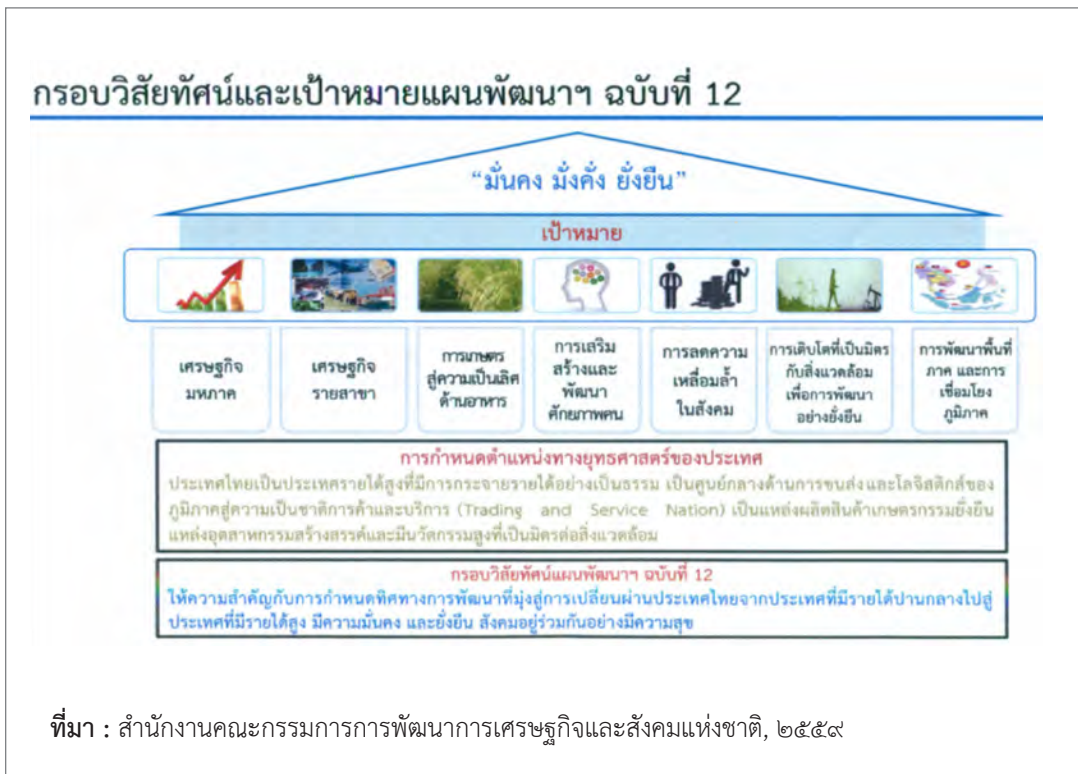 กรอบวิสัยทัศน์และเป้าหมายแผนพัฒนาฯ ฉบับที่ 12
“มั่นคง มั่งคั่ง ยั่งยืน”
เป้าหมาย
เศรษฐกิจ
มหภาค
เศรษฐกิจ
รายสาขา
การเกษตร
สู่ความเป็นเลิศ
ด้านอาหาร
การเสริม
สร้างและ
พัฒนา
ศักยภาพคน
การลดความ
เหลื่อมล้ำ
ในสังคม
การเติบโตที่เป็นมิตร
กับสิ่งแวดล้อม
เพื่อการพัฒนา
อย่างยั่งยืน
การพัฒนาพื้นที่
ภาค และการ
เชื่อมโยง
ภูมิภาค
การกำหนดตำแหน่งทางยุทธศาสตร์ของประเทศ
ประเทศไทยเป็นประเทศรายได้สูงที่มีการกระจายรายได้อย่างเป็นธรรม เป็นศูนย์กลางด้านการขนส่งและโลจิสติกส์ของ
ภูมิภาคสู่ความเป็นชาติการค้าและบริการ (Trading and Service Nation) เป็นแหล่งผลิตสินค้าเกษตรกรรมยั่งยืน
แหล่งอุตสาหกรรมสร้างสรรค์และมีนวัตกรรมสูงที่เป็นมิตรต่อสิ่งแวดล้อม
กรอบวิสัยทัศน์แผนพัฒนาฯ ฉบับที่ 12
ให้ความสำคัญกับการกำหนดทิศทางการพัฒนาที่มุ่งสู่การเปลี่ยนผ่านประเทศไทยจากประเทศที่มีรายได้ปานกลางไปสู่
ประเทศที่มีรายได้สูง มีความมั่นคง และยั่งยืน สังคมอยู่ร่วมกันอย่างมีความสุข
ที่มา : สำนักงานคณะกรรมการการพัฒนาการเศรษฐกิจและสังคมแห่งชาติ, ๒๕๕๙